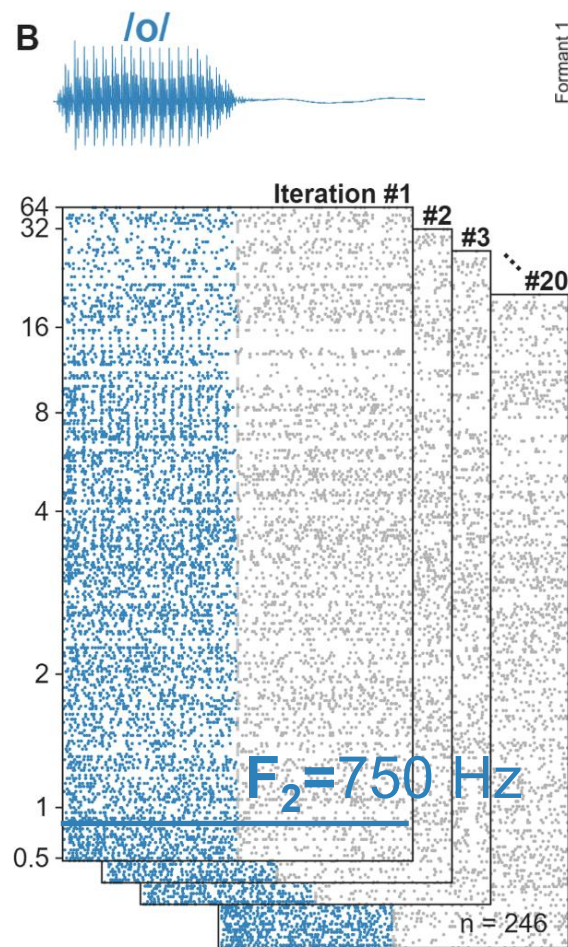 B
/o/
Formant 1
Iteration #1
#2
#3
#20
64
32
16
8
4
2
1
0.5
F₂=750 Hz
n = 246